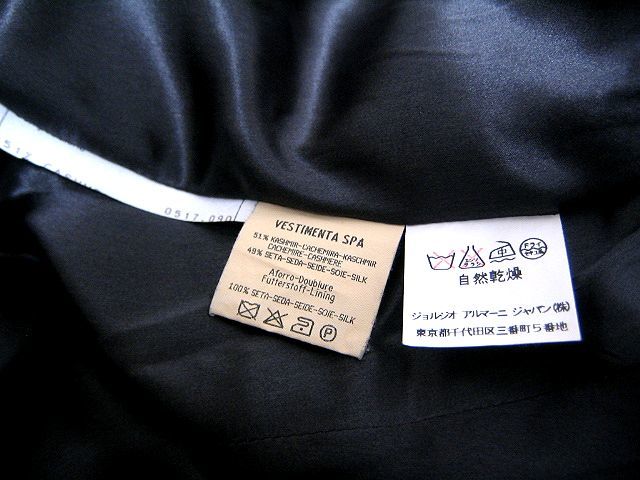 0517.090
VESTIMENTA SPA
51% KASHMIR-CACHEMIRA-KASCHMIR
CACHEMIRE-CASHMERE
49% SETA-SEDA-SEIDE-SOIE-SILK
Aforro-Doublure
Futterstoff-Lining
100% SETA-SEDA-SEIDE-SOIE-SILK
P
中
自然乾燥
ジョルジオ アルマーニ ジャパン(株)
東京都千代田区三番町5番地